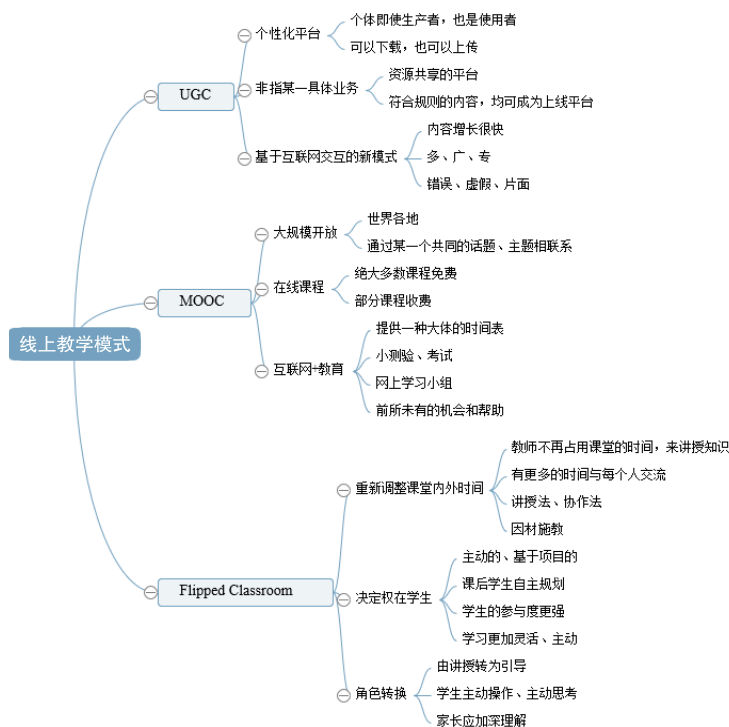 线上教学模式
UGC
个性化平台
个体即使生产者，也是使用者
可以下载，也可以上传
非指某一具体业务
资源共享的平台
符合规则的内容，均可成为上线平台
基于互联网交互的新模式
内容增长很快
多、广、专
错误、虚假、片面
MOOC
大规模开放
世界各地
通过某一个共同的话题、主题相联系
在线课程
绝大多数课程免费
部分课程收费
互联网+教育
提供一种大体的时间表
小测验、考试
网上学习小组
前所未有的机会和帮助
Flipped Classroom
重新调整课堂内外时间
教师不再占用课堂的时间，来讲授知识
有更多的时间与每个人交流
讲授法、协作法
因材施教
决定权在学生
主动的、基于项目的
课后学生自主规划
学生的参与度更强
学习更加灵活、主动
角色转换
由讲授转为引导
学生主动操作、主动思考
家长应加深理解